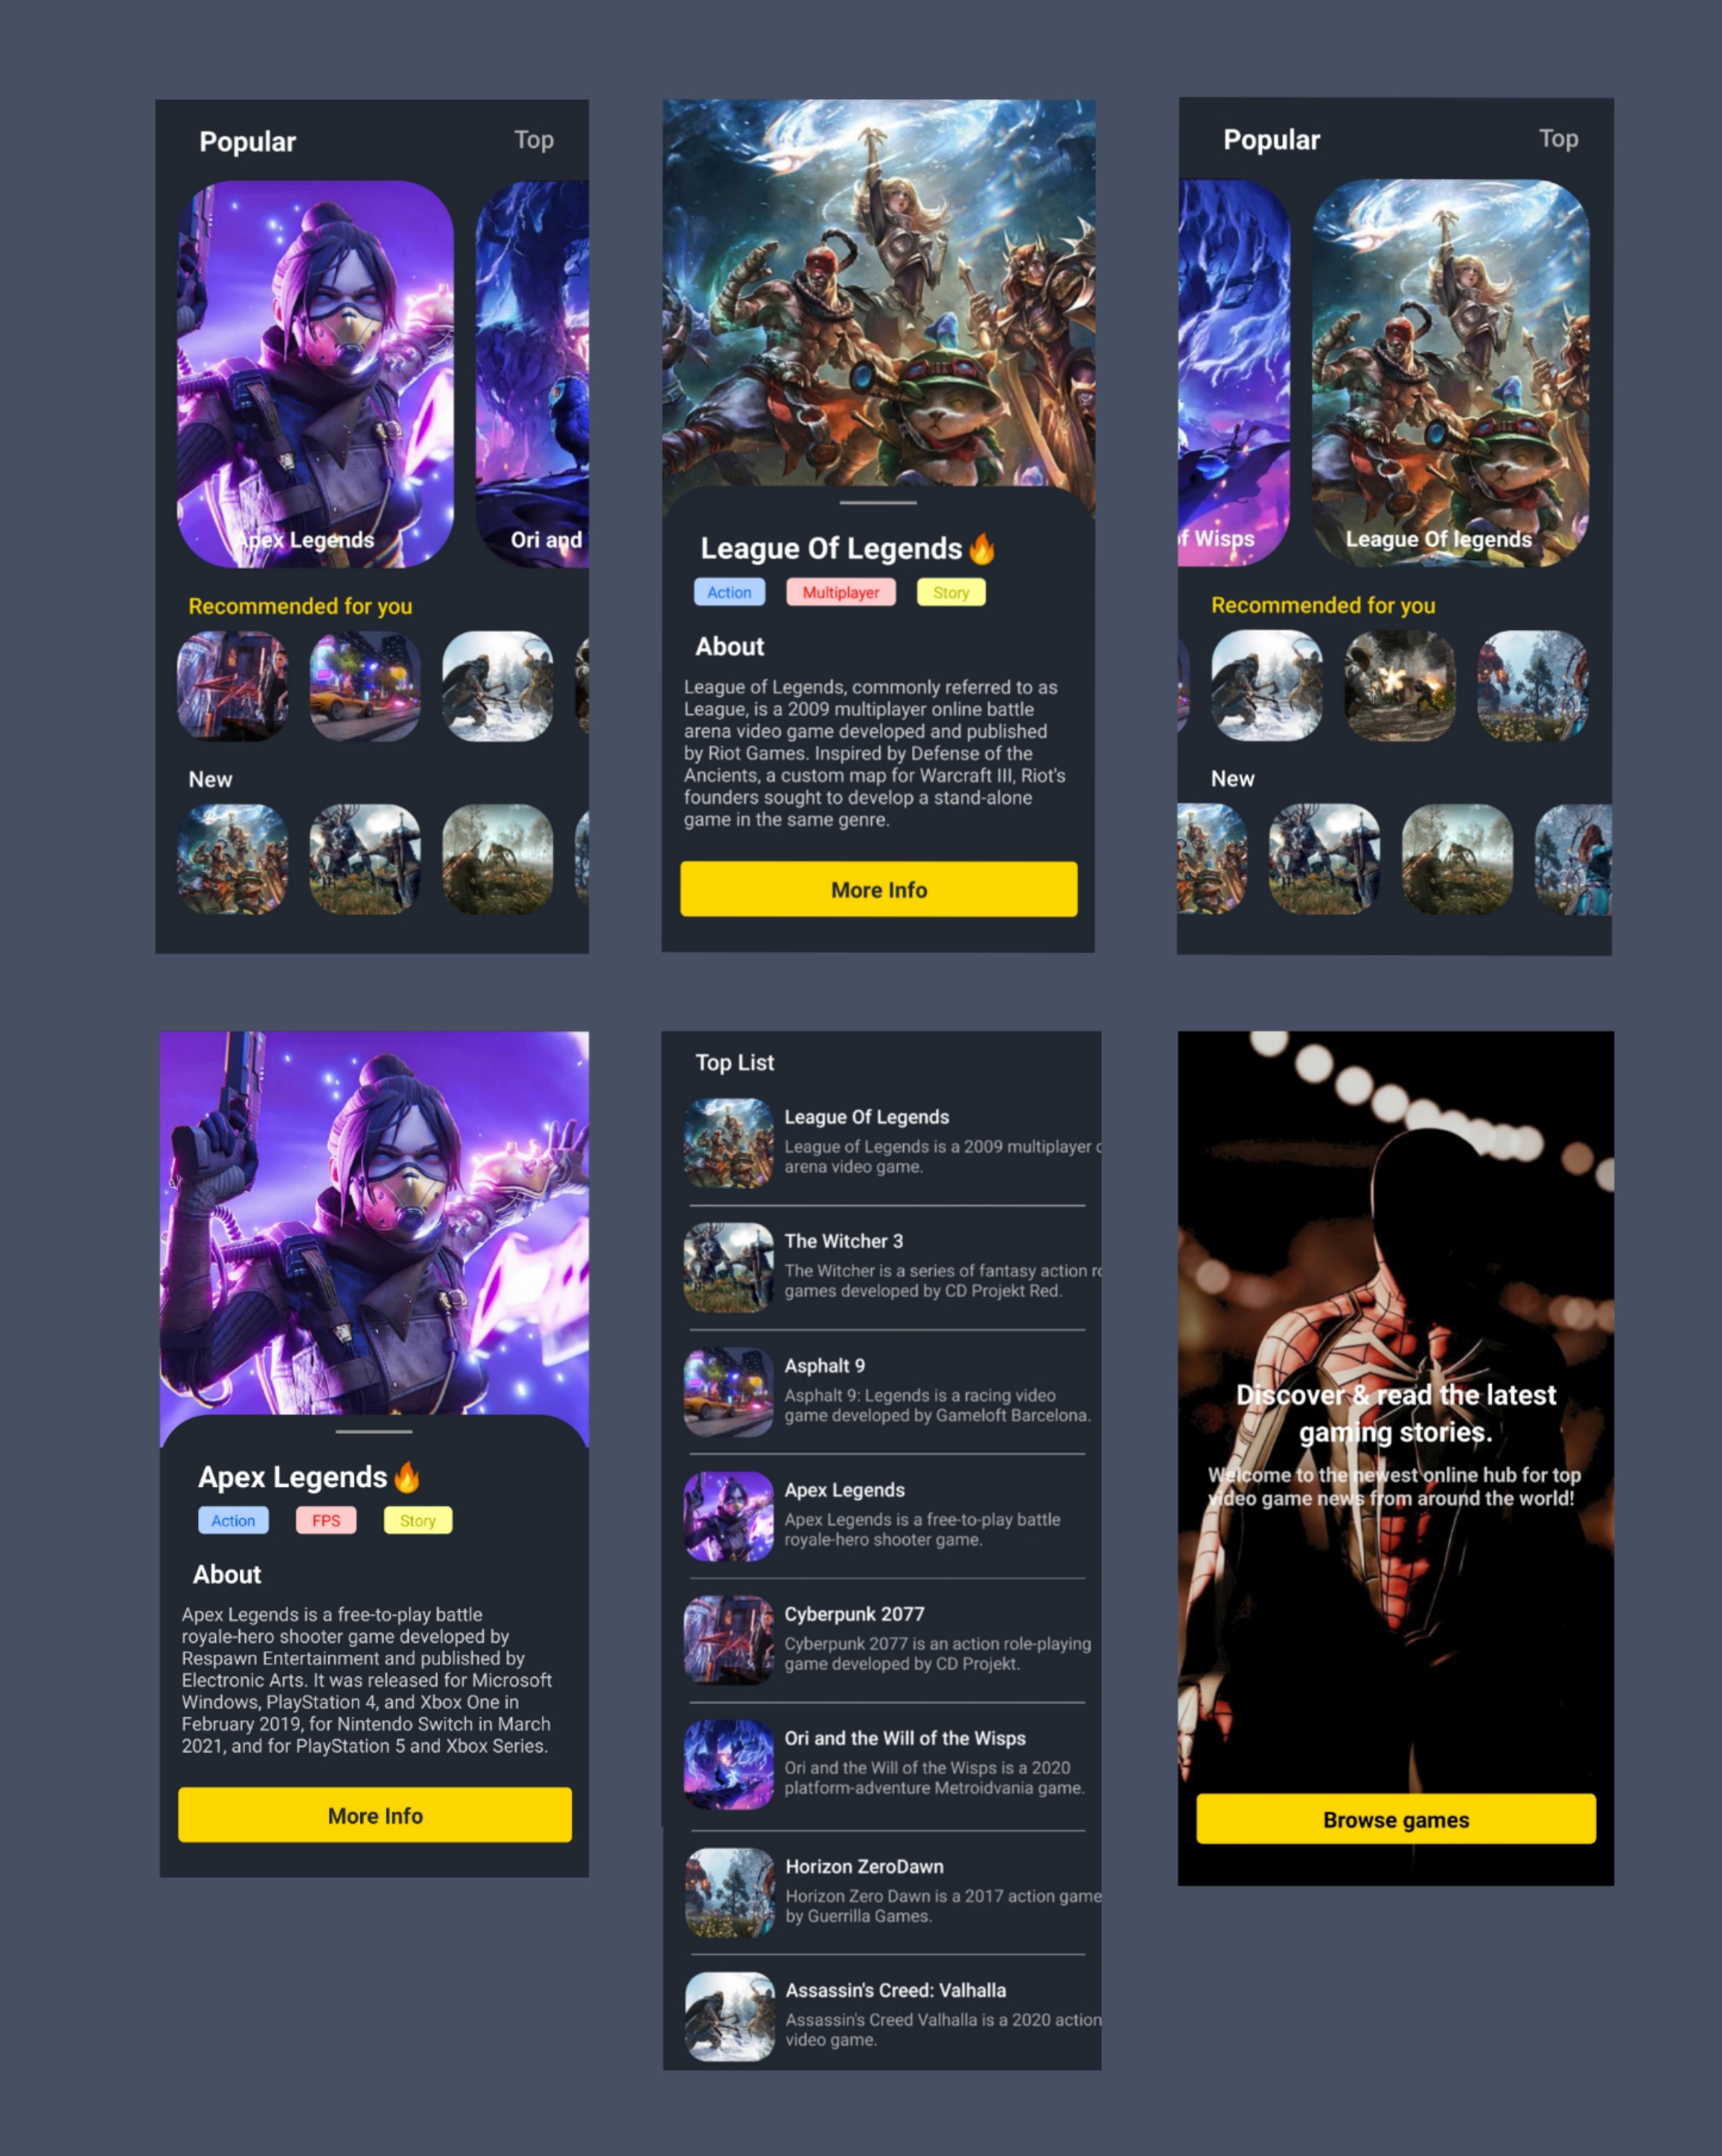 Popular
Top
Apex Legends
Ori and
Recommended for you
New
League Of Legends🔥
Action
Multiplayer
Story
About
League of Legends, commonly referred to as
League, is a 2009 multiplayer online battle
arena video game developed and published
by Riot Games. Inspired by Defense of the
Ancients, a custom map for Warcraft III, Riot's
founders sought to develop a stand-alone
game in the same genre.
More Info
Popular
Top
of Wisps
League Of legends
Recommended for you
New
Apex Legends🔥
Action
FPS
Story
About
Apex Legends is a free-to-play battle
royale-hero shooter game developed by
Respawn Entertainment and published by
Electronic Arts. It was released for Microsoft
Windows, PlayStation 4, and Xbox One in
February 2019, for Nintendo Switch in March
2021, and for PlayStation 5 and Xbox Series.
More Info
Top List
League Of Legends
League of Legends is a 2009 multiplayer
arena video game.
The Witcher 3
The Witcher is a series of fantasy action
games developed by CD Projekt Red.
Asphalt 9
Asphalt 9: Legends is a racing video
game developed by Gameloft Barcelona.
Apex Legends
Apex Legends is a free-to-play battle
royale-hero shooter game.
Cyberpunk 2077
Cyberpunk 2077 is an action role-playing
game developed by CD Projekt.
Ori and the Will of the Wisps
Ori and the Will of the Wisps is a 2020
platform-adventure Metroidvania game.
Horizon ZeroDawn
Horizon Zero Dawn is a 2017 action game
by Guerrilla Games.
Assassin's Creed: Valhalla
Assassin's Creed Valhalla is a 2020 action
video game.
Discover & read the latest
gaming stories.
Welcome to the newest online hub for top
video game news from around the world!
Browse games